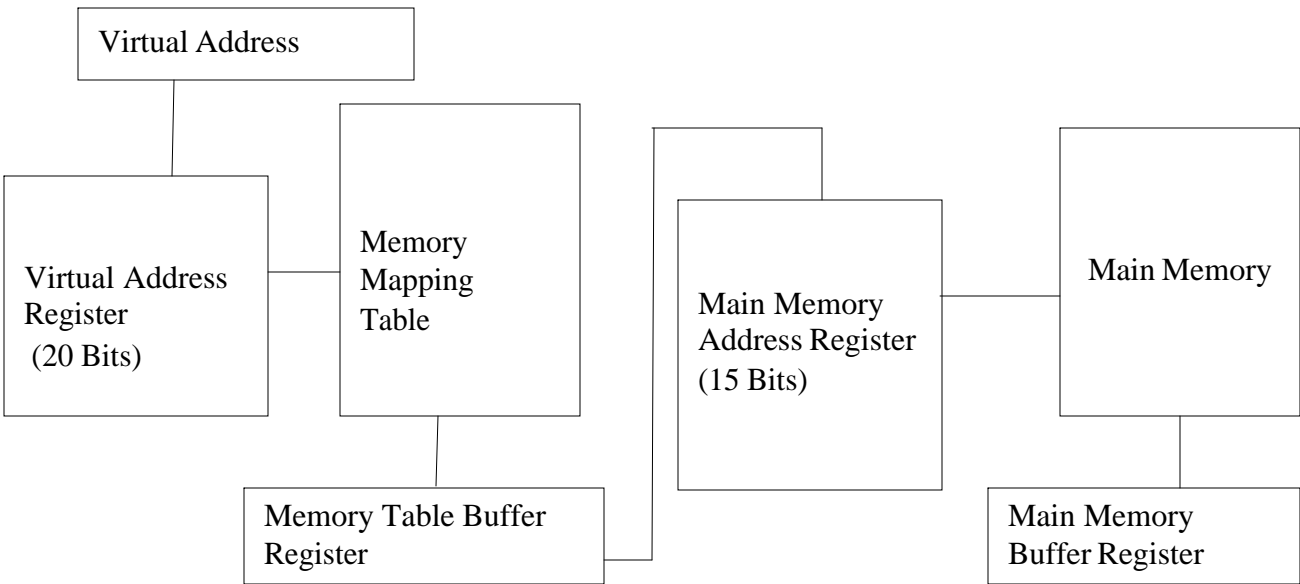 Virtual Address
Virtual Address
Register
(20 Bits)
Memory
Mapping
Table
Memory Table Buffer
Register
Main Memory
Address Register
(15 Bits)
Main Memory
Main Memory
Buffer Register